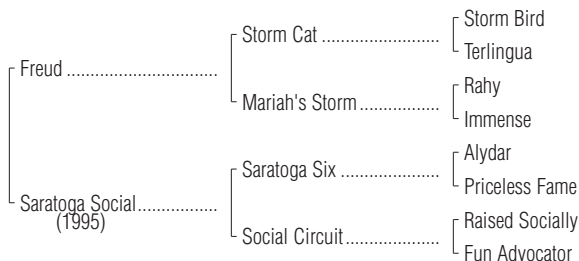 Storm Bird
Storm Cat ..............................
Terlingua
Freud ......................................
Rahy
Mariah's Storm ....................
Immense
Alydar
Saratoga Six .........................
Priceless Fame
Saratoga Social....................
(1995)
Raised Socially
Social Circuit........................
Fun Advocator